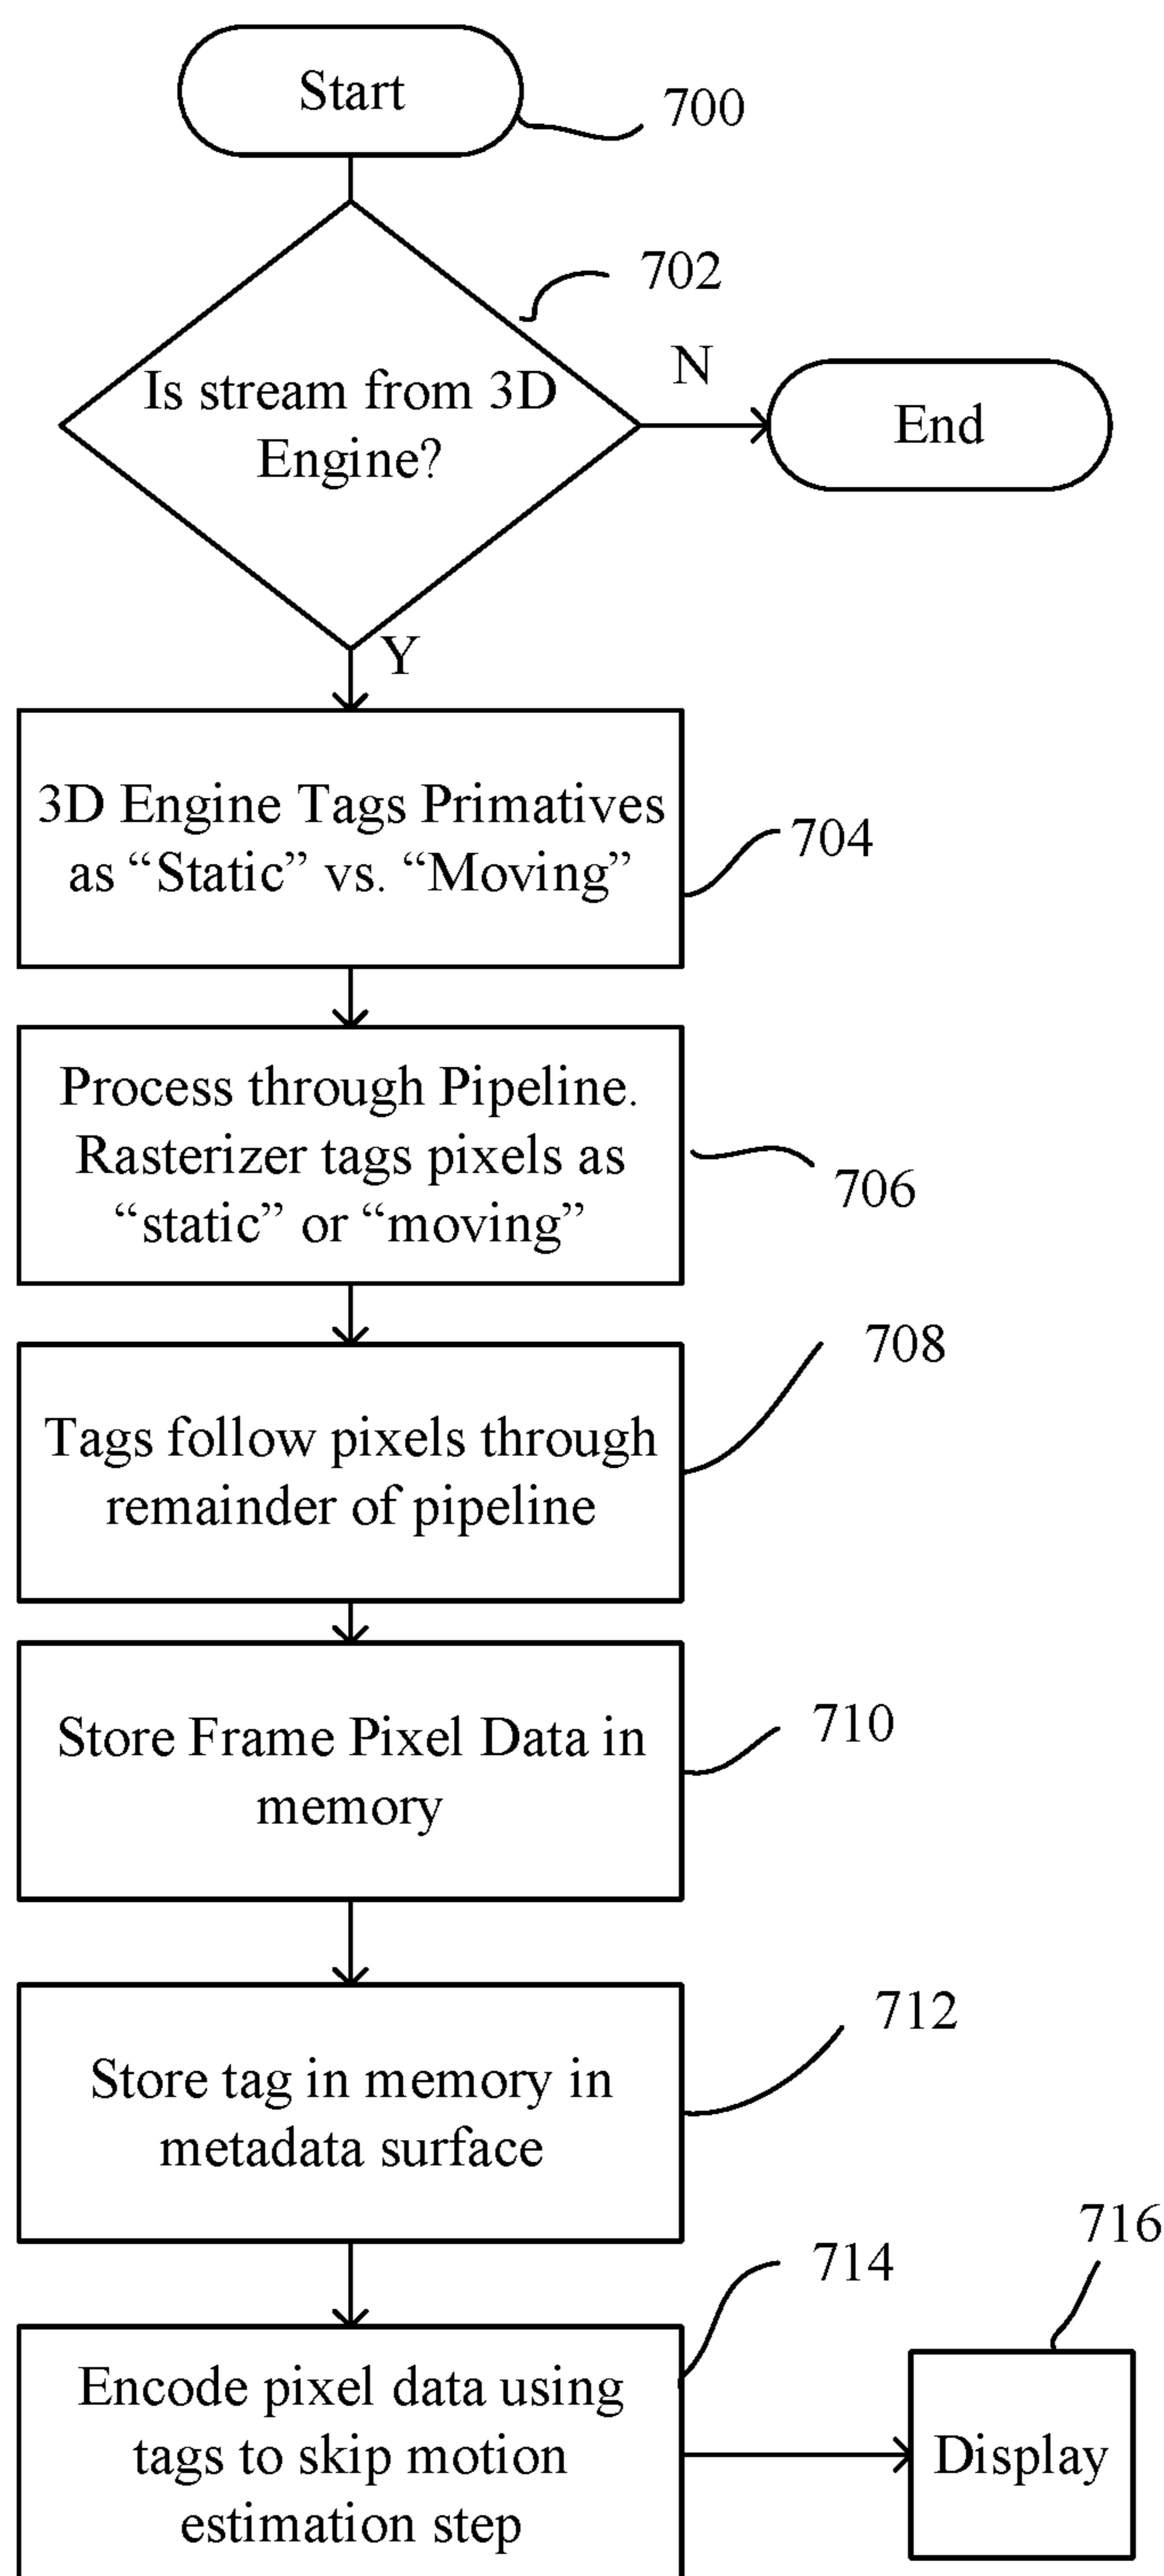 Start
700
702
Is stream from 3D
Engine?
N
End
Y
3D Engine Tags Primatives
as “Static” vs. “Moving”
704
Process through Pipeline.
Rasterizer tags pixels as
“static” or “moving”
706
708
Tags follow pixels through
remainder of pipeline
710
Store Frame Pixel Data in
memory
712
Store tag in memory in
metadata surface
714
716
Encode pixel data using
tags to skip motion
estimation step
Display